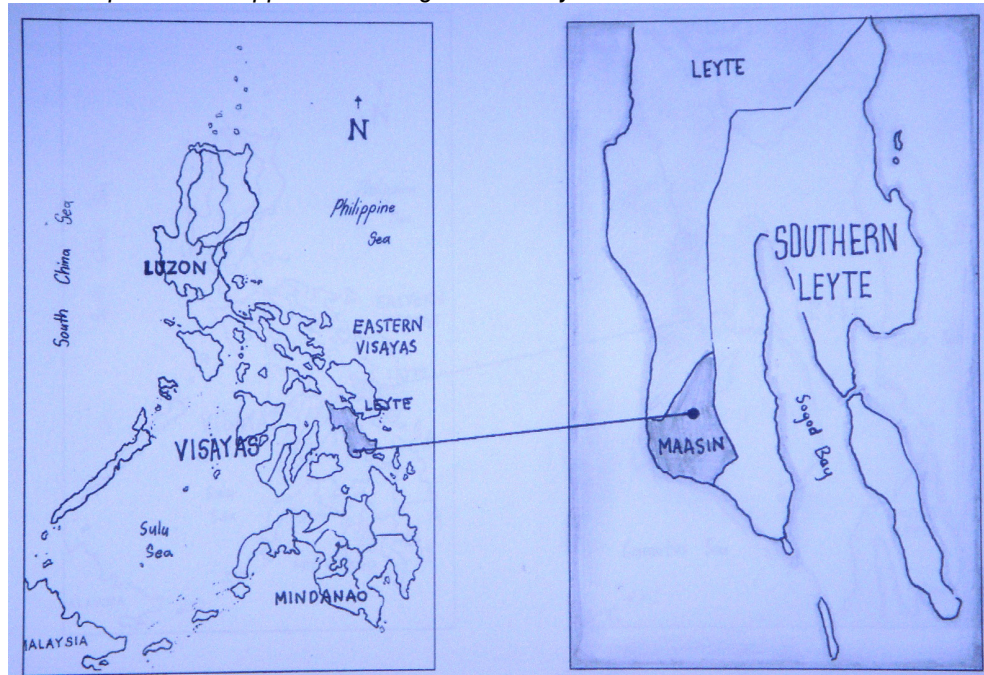 N
Philippine
Sea
South China Sea
LUZON
EASTERN
VISAYAS
LEYTE
VISAYAS
Sulu
Sea
MINDANAO
MALAYSIA
LEYTE
SOUTHERN
LEYTE
MAASIN
Sogod Bay